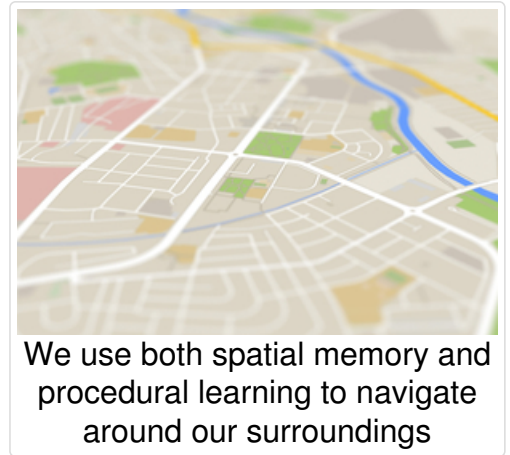 We use both spatial memory and
procedural learning to navigate
around our surroundings